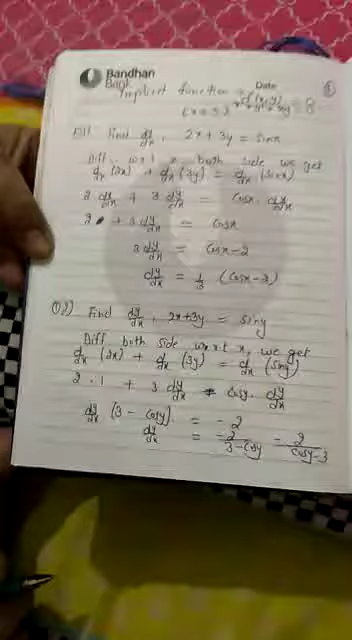 Bandhan
Bank
Date
①
Implicit function
Find dy/dx, 2x + 3y = sinx
Diff. w.r.t x both side we get
d/dx (2x) + d/dx (3y) = d/dx (sinx)
2 dx/dx + 3 dy/dx = cosx. dx/dx
2 + 3 dy/dx = cosx
3 dy/dx = cosx - 2
dy/dx = 1/3 (cosx - 2)
Q2) Find dy/dx, 2x+3y = siny
Diff both side w.r.t x, we get
d/dx (2x) + d/dx (3y) = d/dx (siny)
2.1 + 3 dy/dx = cosy. dy/dx
dy/dx (3 - cosy) = -2
dy/dx = -2/3-cosy = 2/cosy-3